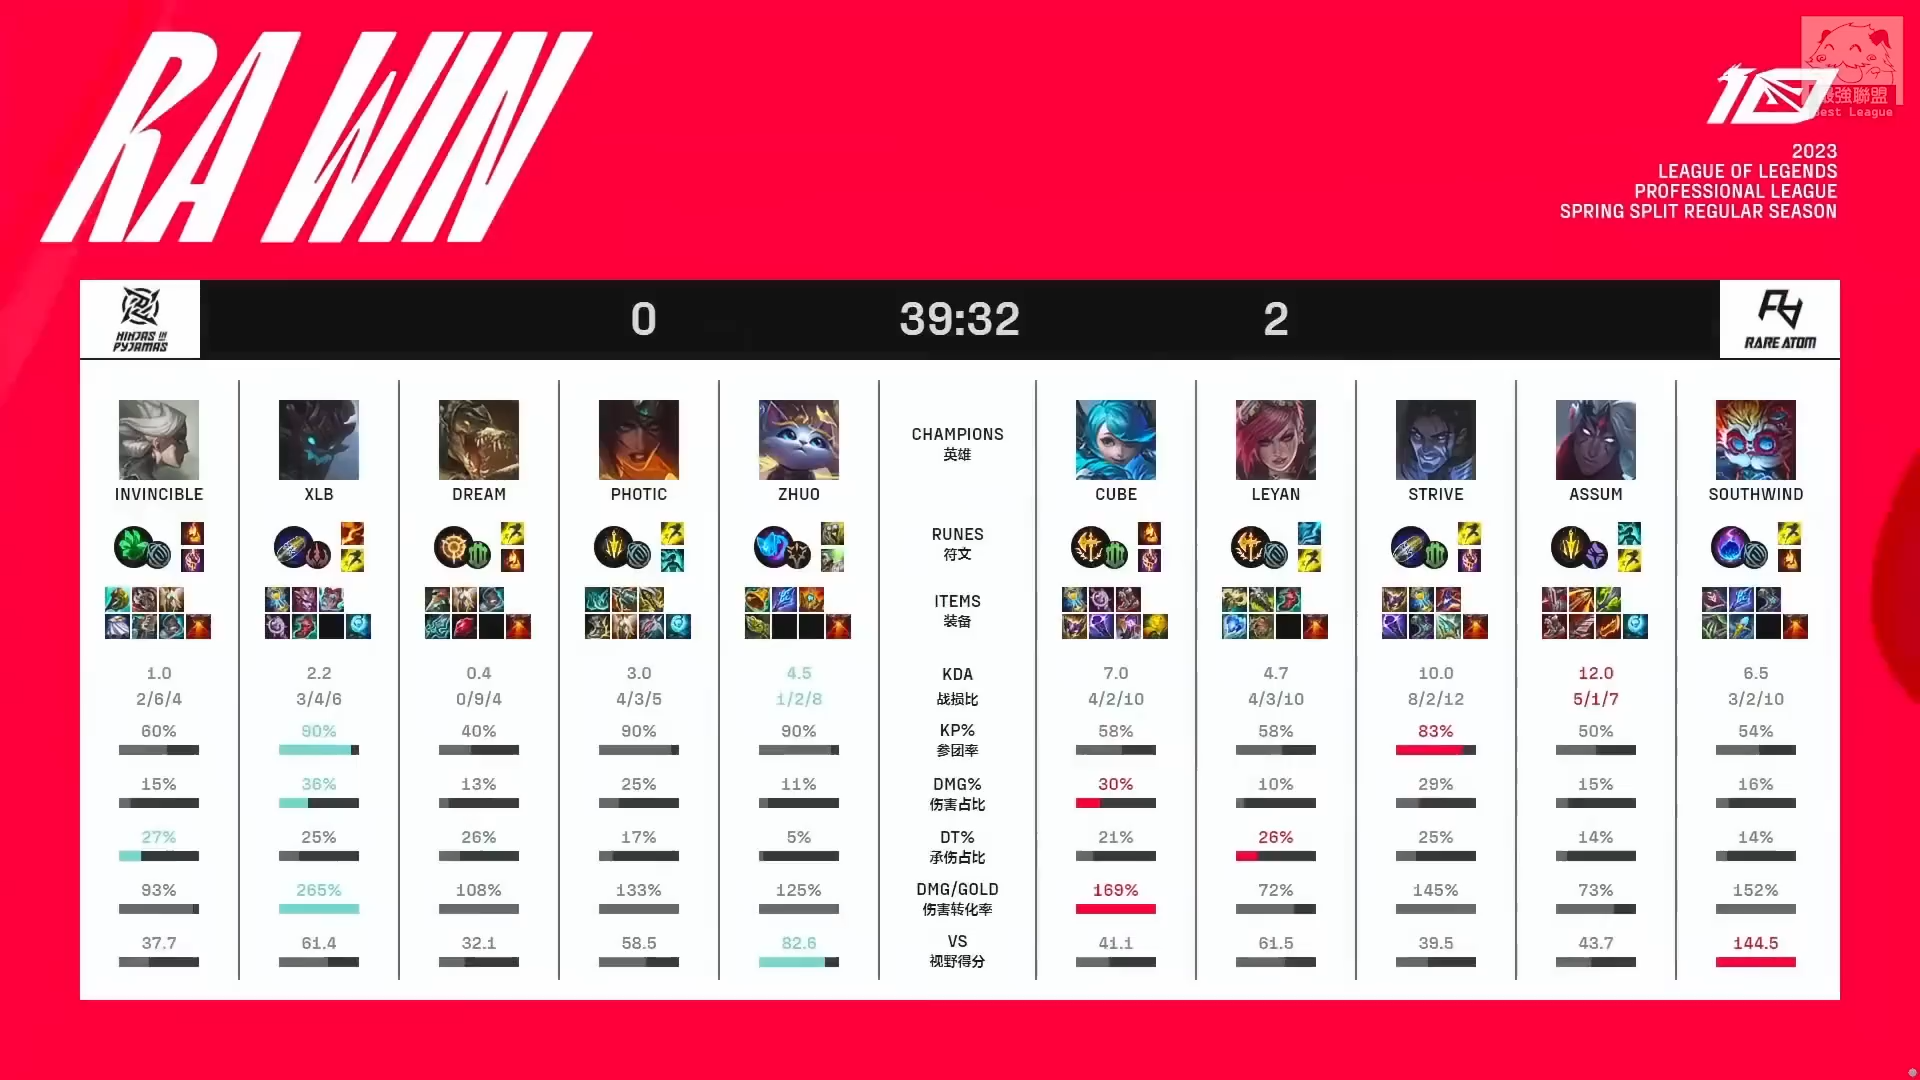 RA WIN
最強聯盟
Best League
2023
LEAGUE OF LEGENDS
PROFESSIONAL LEAGUE
SPRING SPLIT REGULAR SEASON
NINJAS IN PYJAMAS
0
39:32
2
RARE ATOM
CHAMPIONS
英雄
INVINCIBLE XLB DREAM PHOTIC ZHUO CUBE LEYAN STRIVE ASSUM SOUTHWIND
RUNES
符文
ITEMS
装备
1.0 2.2 0.4 3.0 4.5 KDA 7.0 4.7 10.0 12.0 6.5
2/6/4 3/4/6 0/9/4 4/3/5 1/2/8 战损比 4/2/10 4/3/10 8/2/12 5/1/7 3/2/10
60% 90% 40% 90% 90% KP% 58% 58% 83% 50% 54%
参团率
15% 36% 13% 25% 11% DMG% 30% 10% 29% 15% 16%
伤害占比
27% 25% 26% 17% 5% DT% 21% 26% 25% 14% 14%
承伤占比
93% 265% 108% 133% 125% DMG/GOLD 169% 72% 145% 73% 152%
伤害转化率
37.7 61.4 32.1 58.5 82.6 VS 41.1 61.5 39.5 43.7 144.5
视野得分